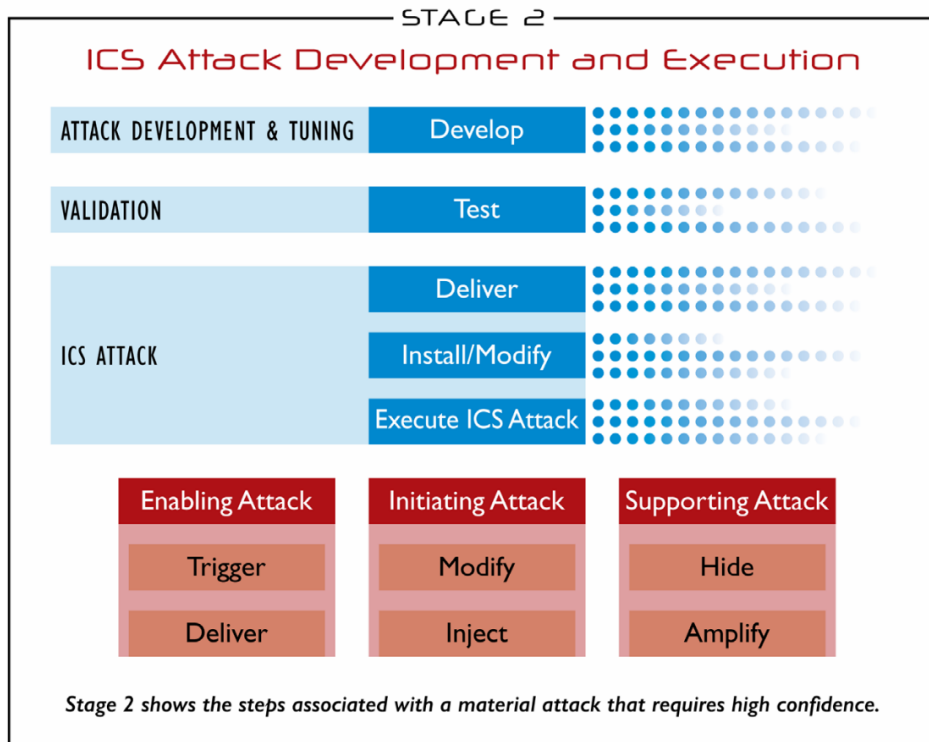 STAGE 2
ICS Attack Development and Execution
ATTACK DEVELOPMENT & TUNING
Develop
VALIDATION
Test
ICS ATTACK
Deliver
Install/Modify
Execute ICS Attack
Enabling Attack
Trigger
Deliver
Initiating Attack
Modify
Inject
Supporting Attack
Hide
Amplify
Stage 2 shows the steps associated with a material attack that requires high confidence.